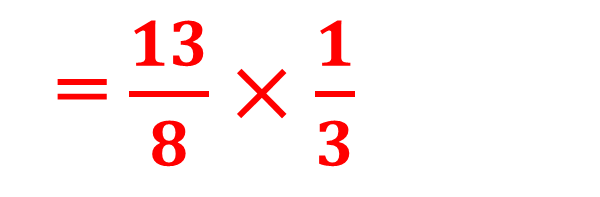 = 13/8 × 1/3